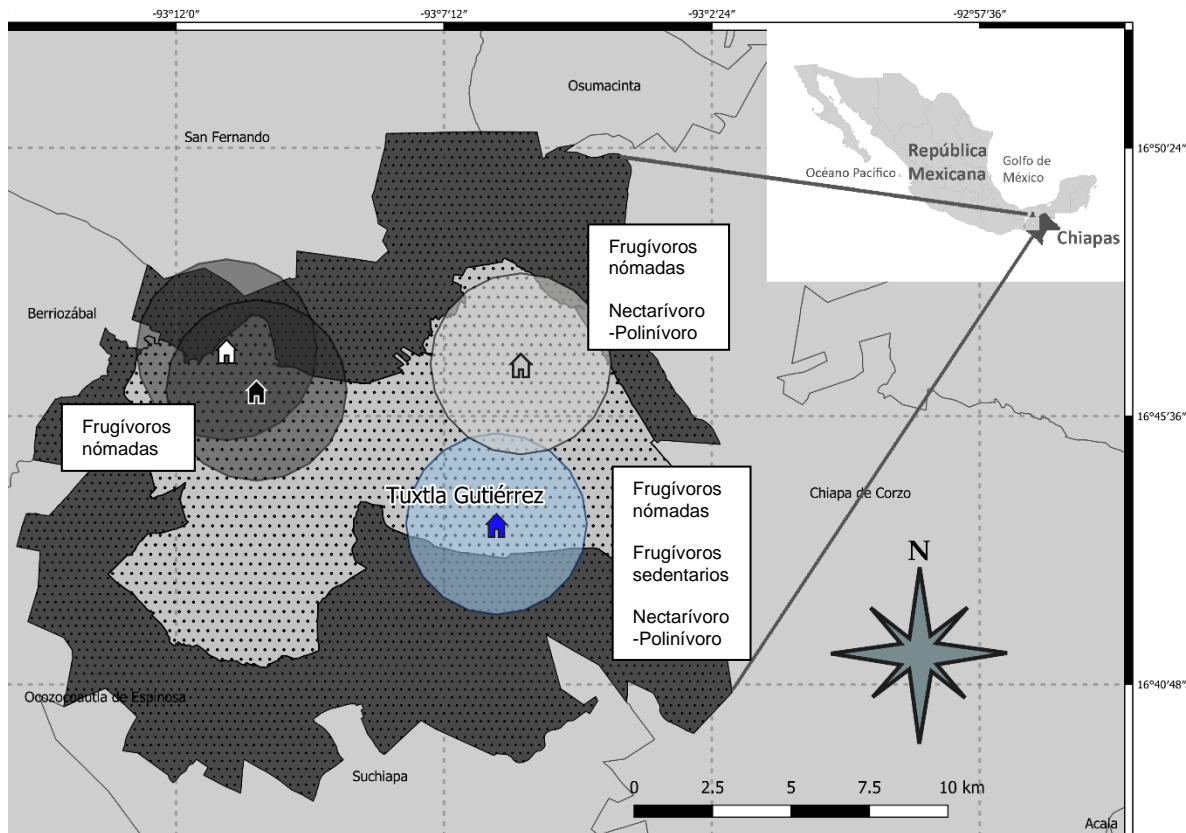 -93°12′0″
-93°7′12″
-93°2′24″
-92°57′36″
Osumacinta
San Fernando
16°50′24″
República
Mexicana
Golfo de
México
Océano Pacífico
Chiapas
Frugívoros
nómadas
Nectarívoro
-Polinívoro
Berriozábal
Frugívoros
nómadas
16°45′36″
Tuxtla Gutiérrez
Frugívoros
nómadas
Frugívoros
sedentarios
Nectarívoro
-Polinívoro
Chiapa de Corzo
N
16°40′48″
Ocozocoautla de Espinosa
Suchiapa
0
2.5
5
7.5
10 km
Acala